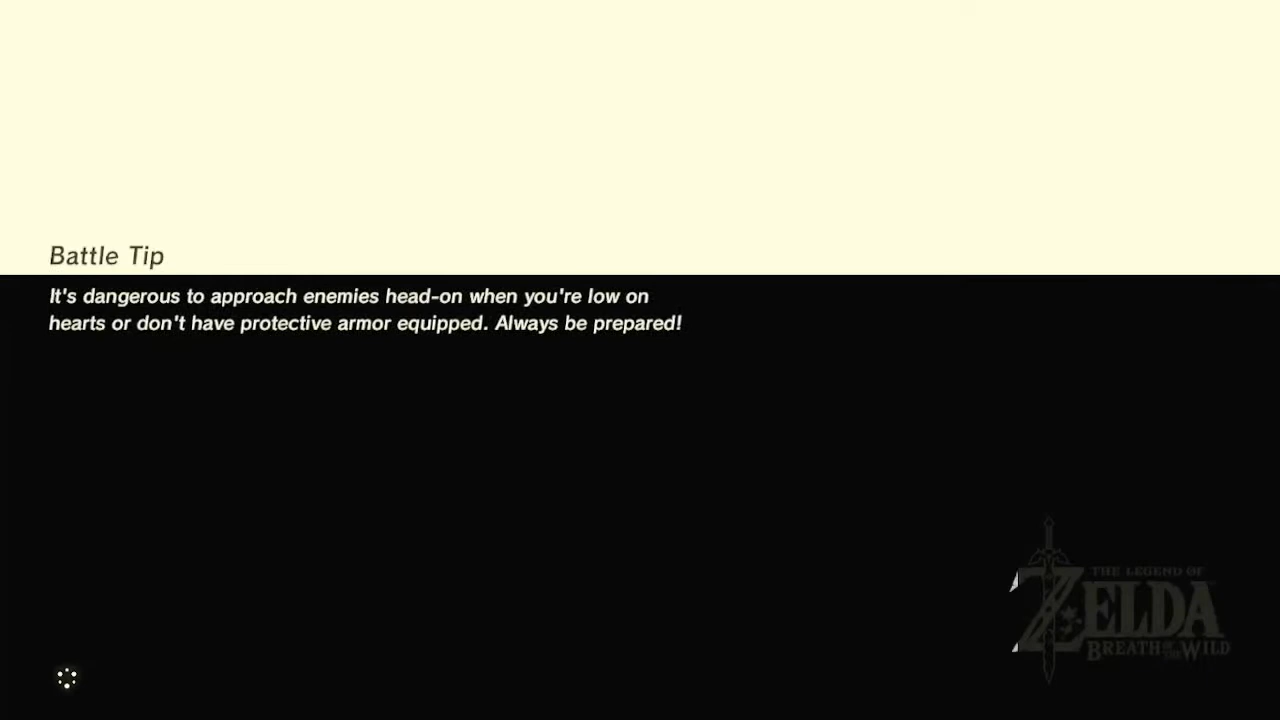 Battle Tip
It's dangerous to approach enemies head-on when you're low on
hearts or don't have protective armor equipped. Always be prepared!
THE LEGEND OF
ZELDA
BREATH OF THE WILD